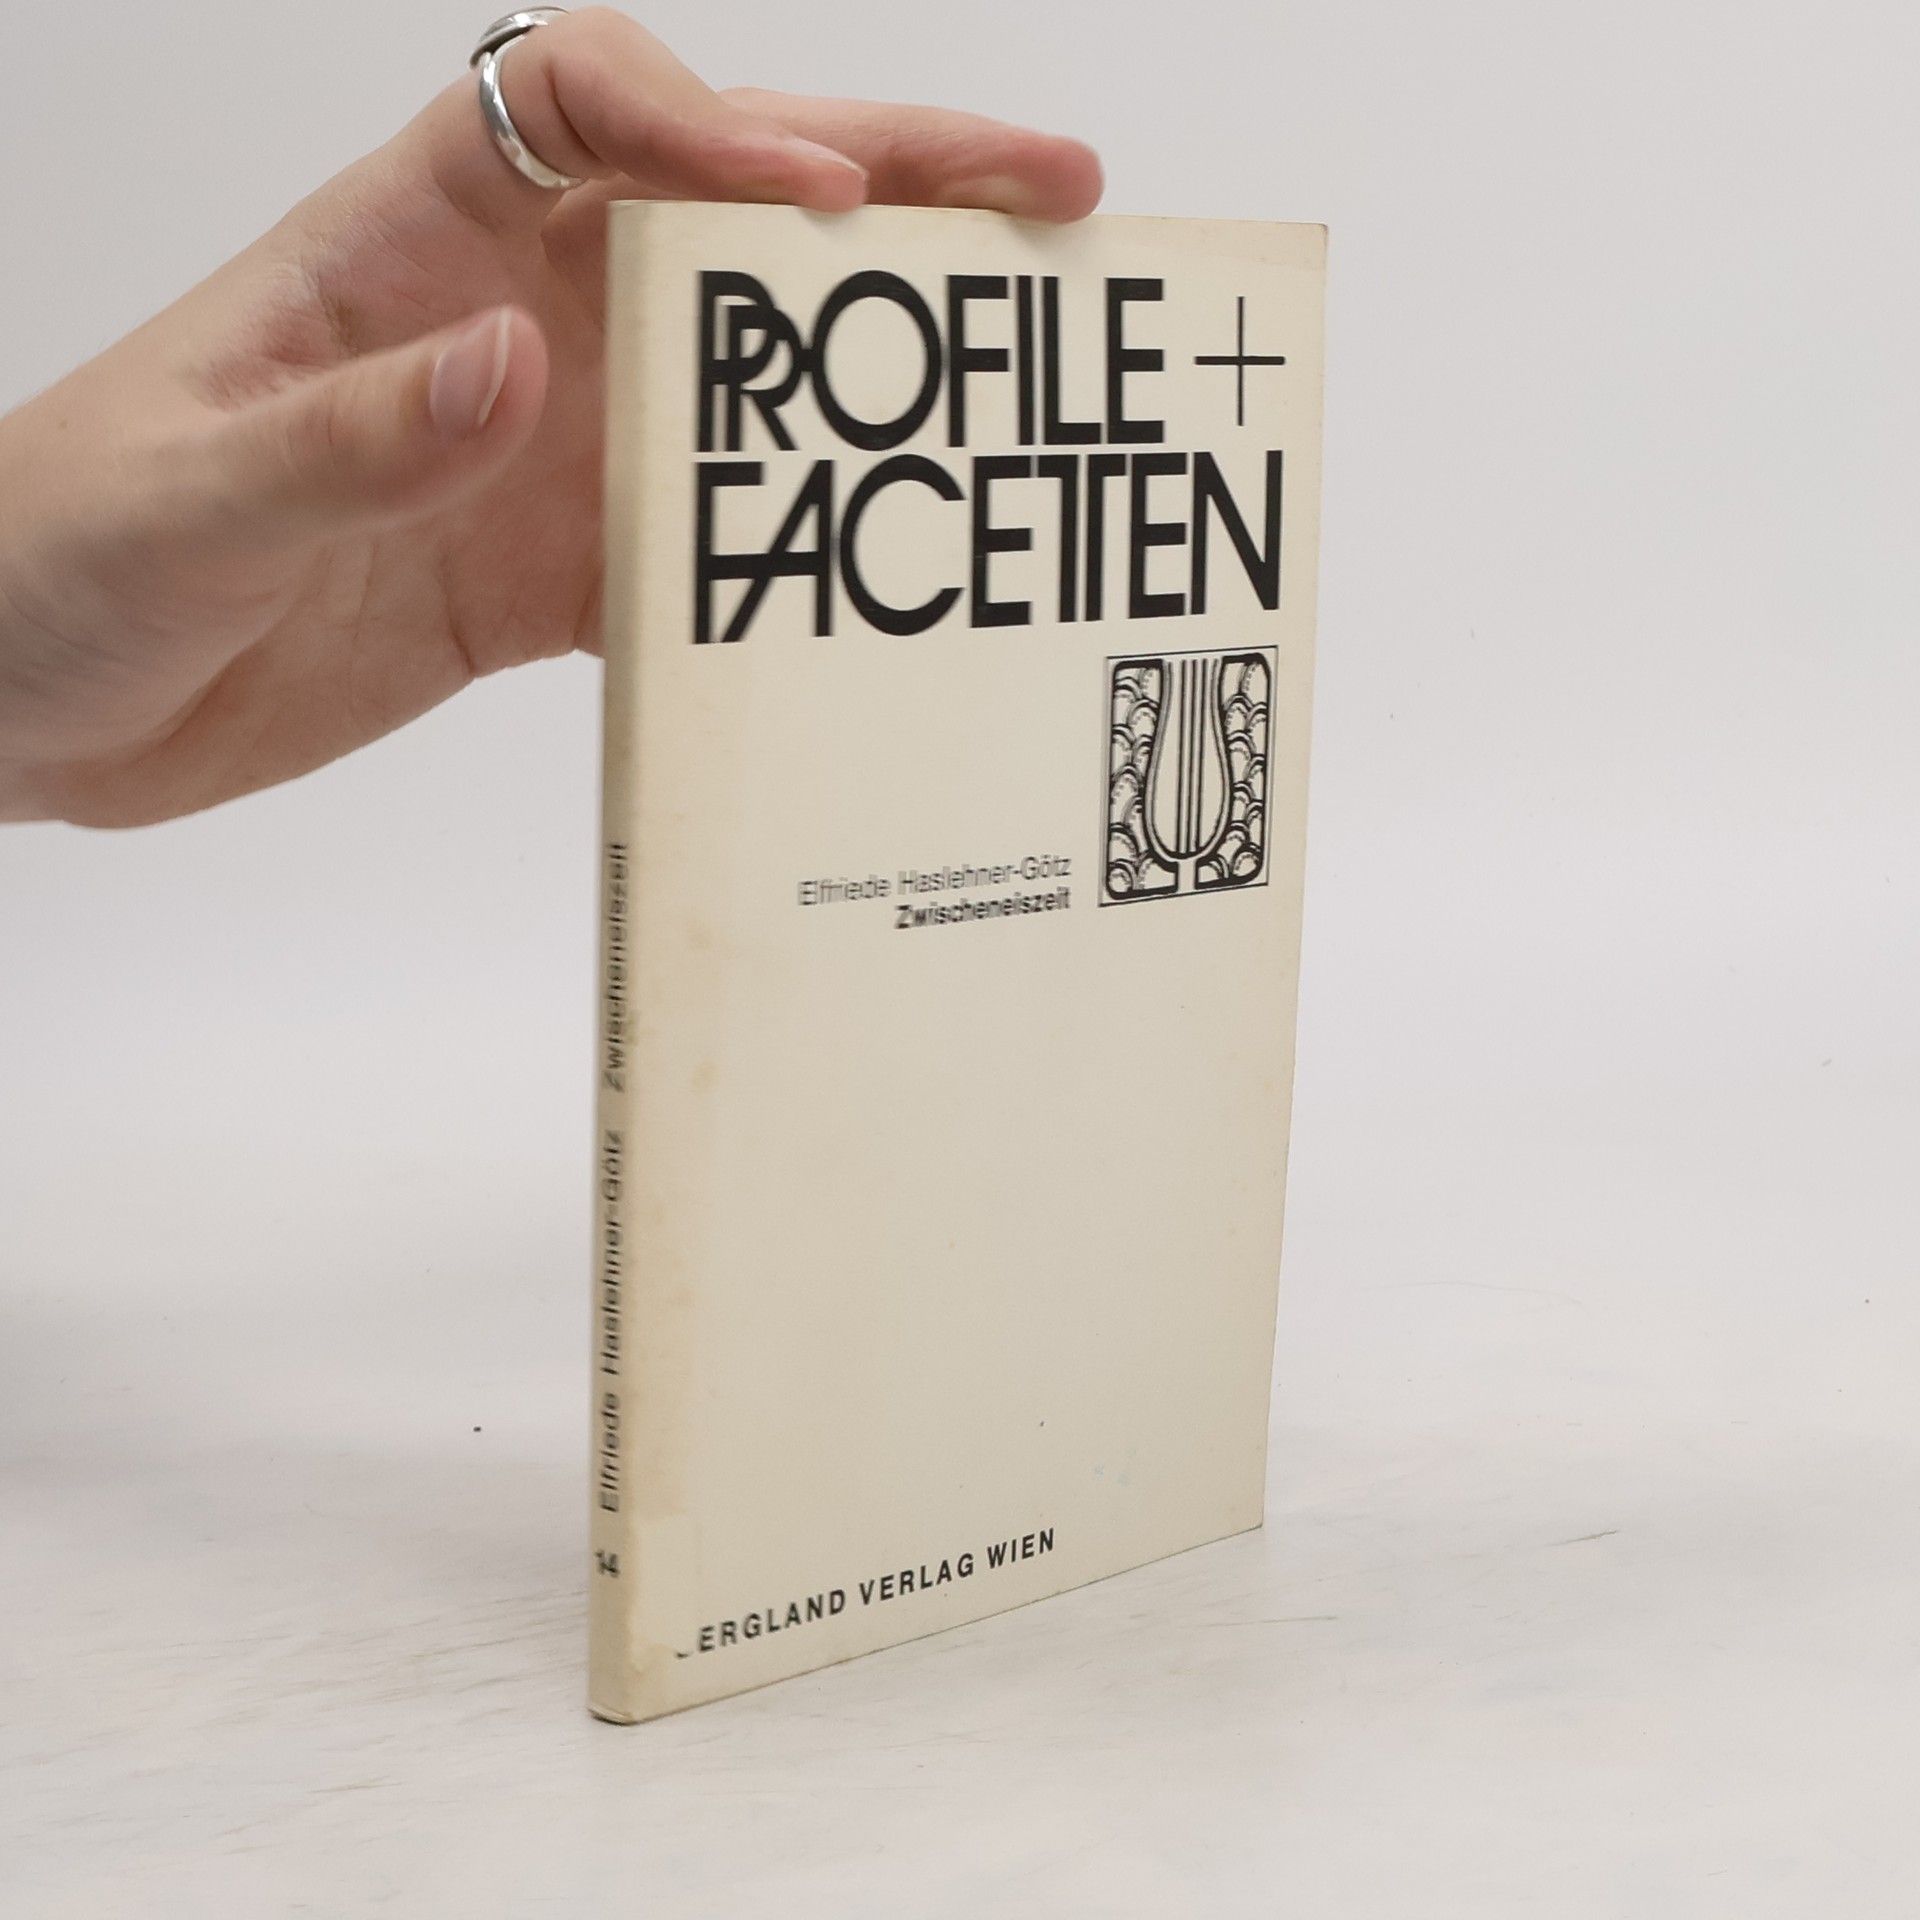 PROFILE +
FACETTEN
Elfriede Haslehner-Götz
Zwischeneiszeit
ERGLAND VERLAG WIEN
14 Elfriede Haslehner-Götz Zwischeneiszeit